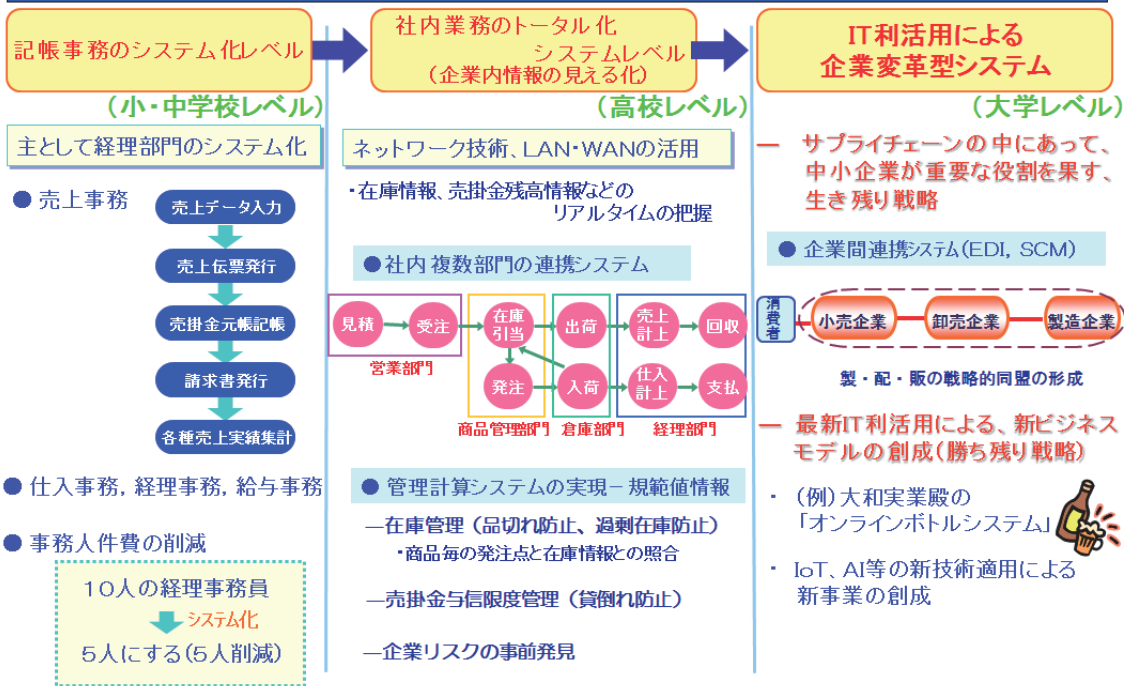 記帳事務のシステム化レベル
(小・中学校レベル)
主として経理部門のシステム化
● 売上事務
売上データ入力
売上伝票発行
売掛金元帳記帳
請求書発行
各種売上実績集計
● 仕入事務,経理事務,給与事務
● 事務人件費の削減
10人の経理事務員
システム化
5人にする(5人削減)
社内業務のトータル化
システムレベル
(企業内情報の見える化)
(高校レベル)
ネットワーク技術、LAN・WANの活用
・在庫情報、売掛金残高情報などの
リアルタイムの把握
●社内複数部門の連携システム
見積
受注
在庫
引当
出荷
売上
計上
回収
営業部門
発注
入荷
仕入
計上
支払
商品管理部門
倉庫部門
経理部門
● 管理計算システムの実現－規範値情報
―在庫管理(品切れ防止、過剰在庫防止)
・商品毎の発注点と在庫情報との照合
―売掛金与信限度管理(貸倒れ防止)
―企業リスクの事前発見
IT利活用による
企業変革型システム
(大学レベル)
― サプライチェーンの中にあって、
中小企業が重要な役割を果す、
生き残り戦略
● 企業間連携システム(EDI, SCM)
消費者
小売企業
卸売企業
製造企業
製・配・販の戦略的同盟の形成
― 最新IT利活用による、新ビジネス
モデルの創成(勝ち残り戦略)
・ (例)大和実業殿の
「オンラインボトルシステム」
・ IoT、AI等の新技術適用による
新事業の創成